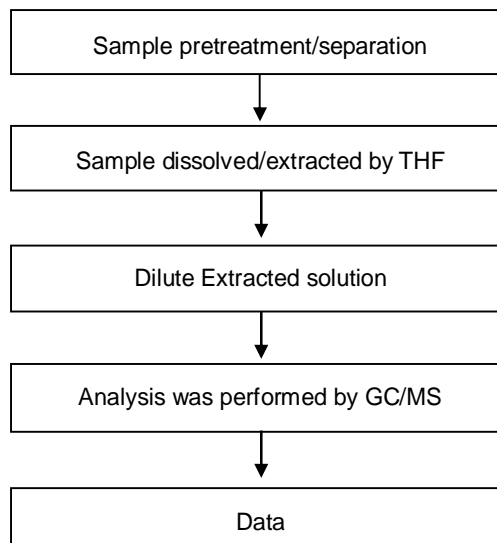 Sample pretreatment/separation
Sample dissolved/extracted by THF
Dilute Extracted solution
Analysis was performed by GC/MS
Data